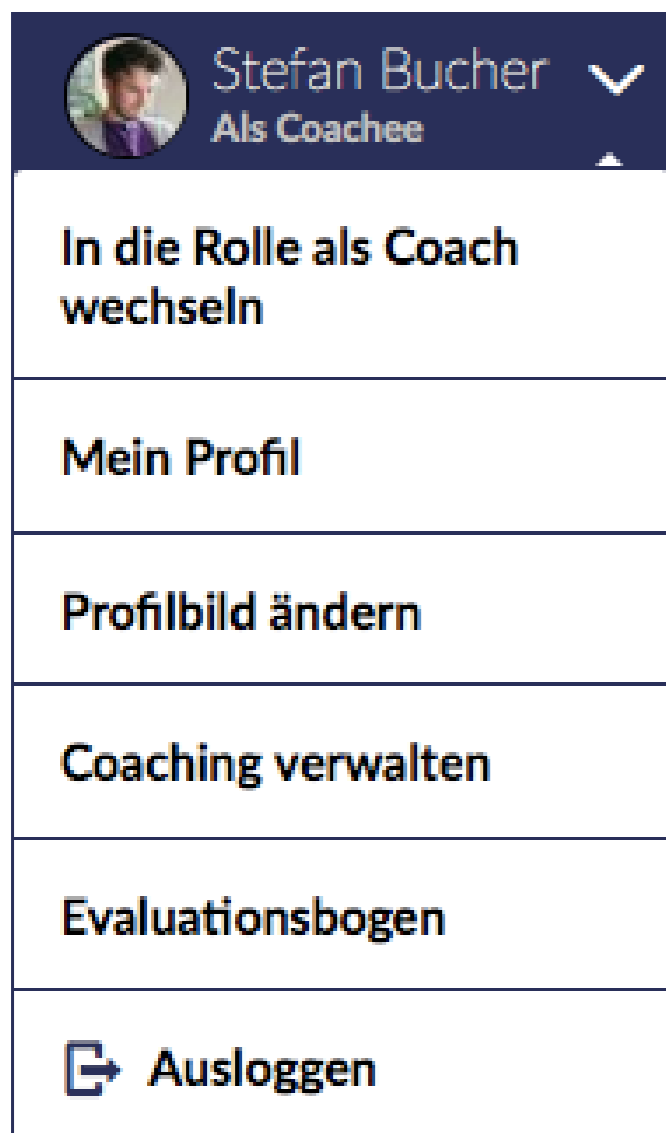 Stefan Bucher
Als Coachee
In die Rolle als Coach
wechseln
Mein Profil
Profilbild ändern
Coaching verwalten
Evaluationsbogen
Ausloggen